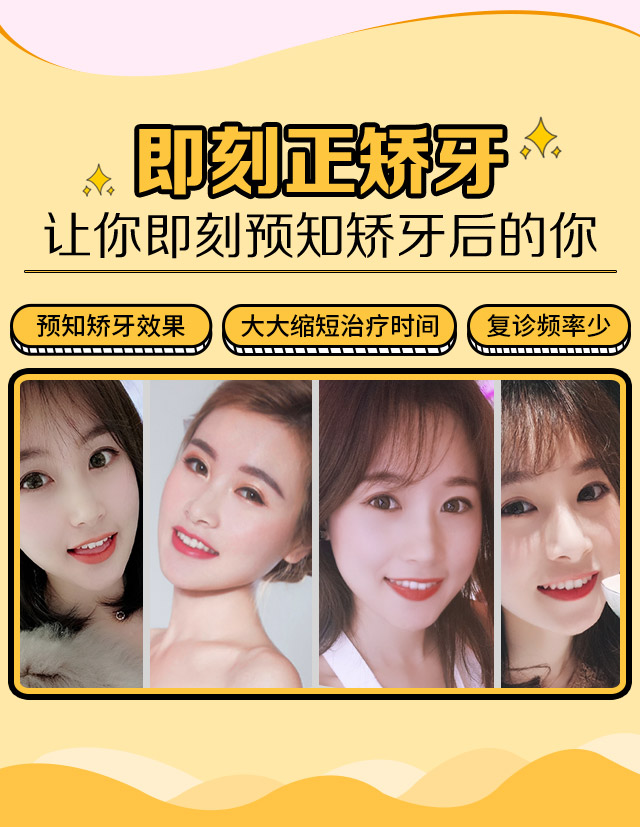 即刻正矫牙
让你即刻预知矫牙后的你
预知矫牙效果
大大缩短治疗时间
复诊频率少